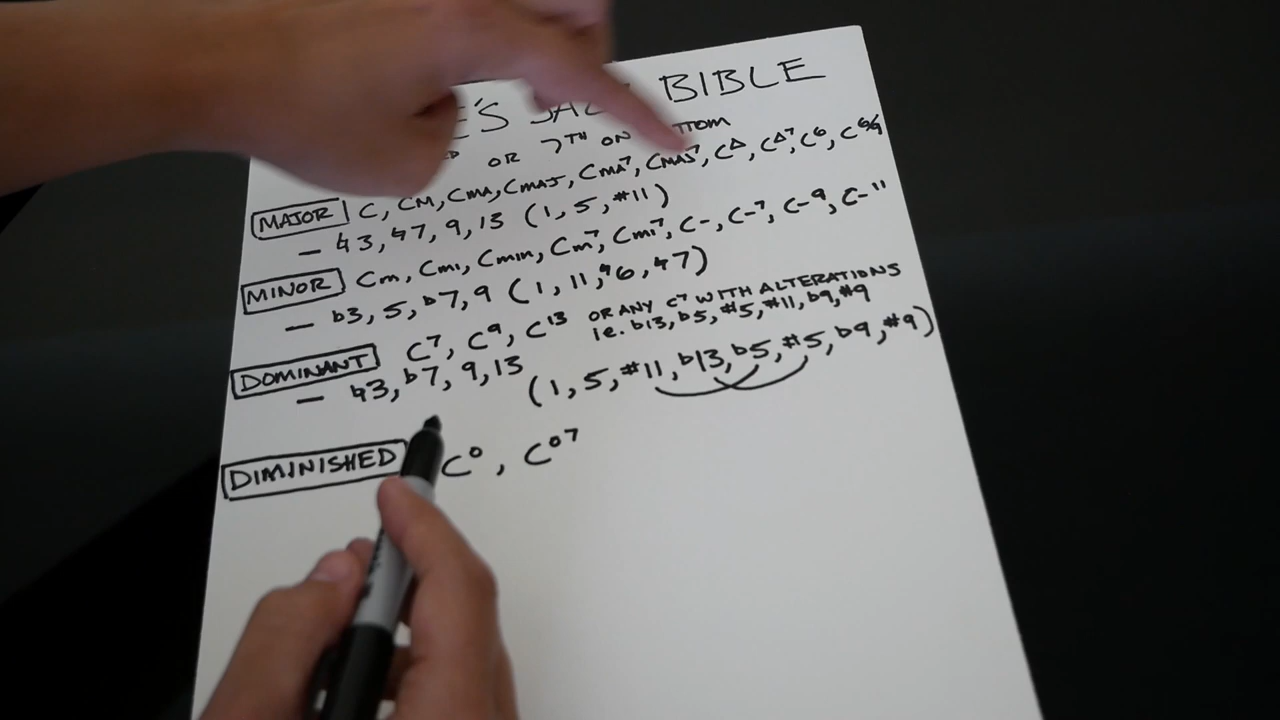 E'S JAZZ BIBLE
OR 7TH ON BOTTOM
MAJOR C, CM, CMA, CMAJ, CMA⁷, CMAJ⁷, C△, C△⁷, C⁶, C⁶/⁹
— ♮3, ♮7, 9, 13 (1, 5, #11)
MINOR Cm, Cmi, Cmin, Cm⁷, Cmi⁷, C-, C-⁷, C-⁹, C-¹¹
— b3, 5, b7, 9 (1, 11, ♮6, ♮7)
DOMINANT C⁷, C⁹, C¹³ OR ANY C⁷ WITH ALTERATIONS
ie. b13, b5, #5, #11, b9, #9
— ♮3, b7, 9, 13 (1, 5, #11, b13, b5, #5, b9, #9)
DIMINISHED C°, C°⁷